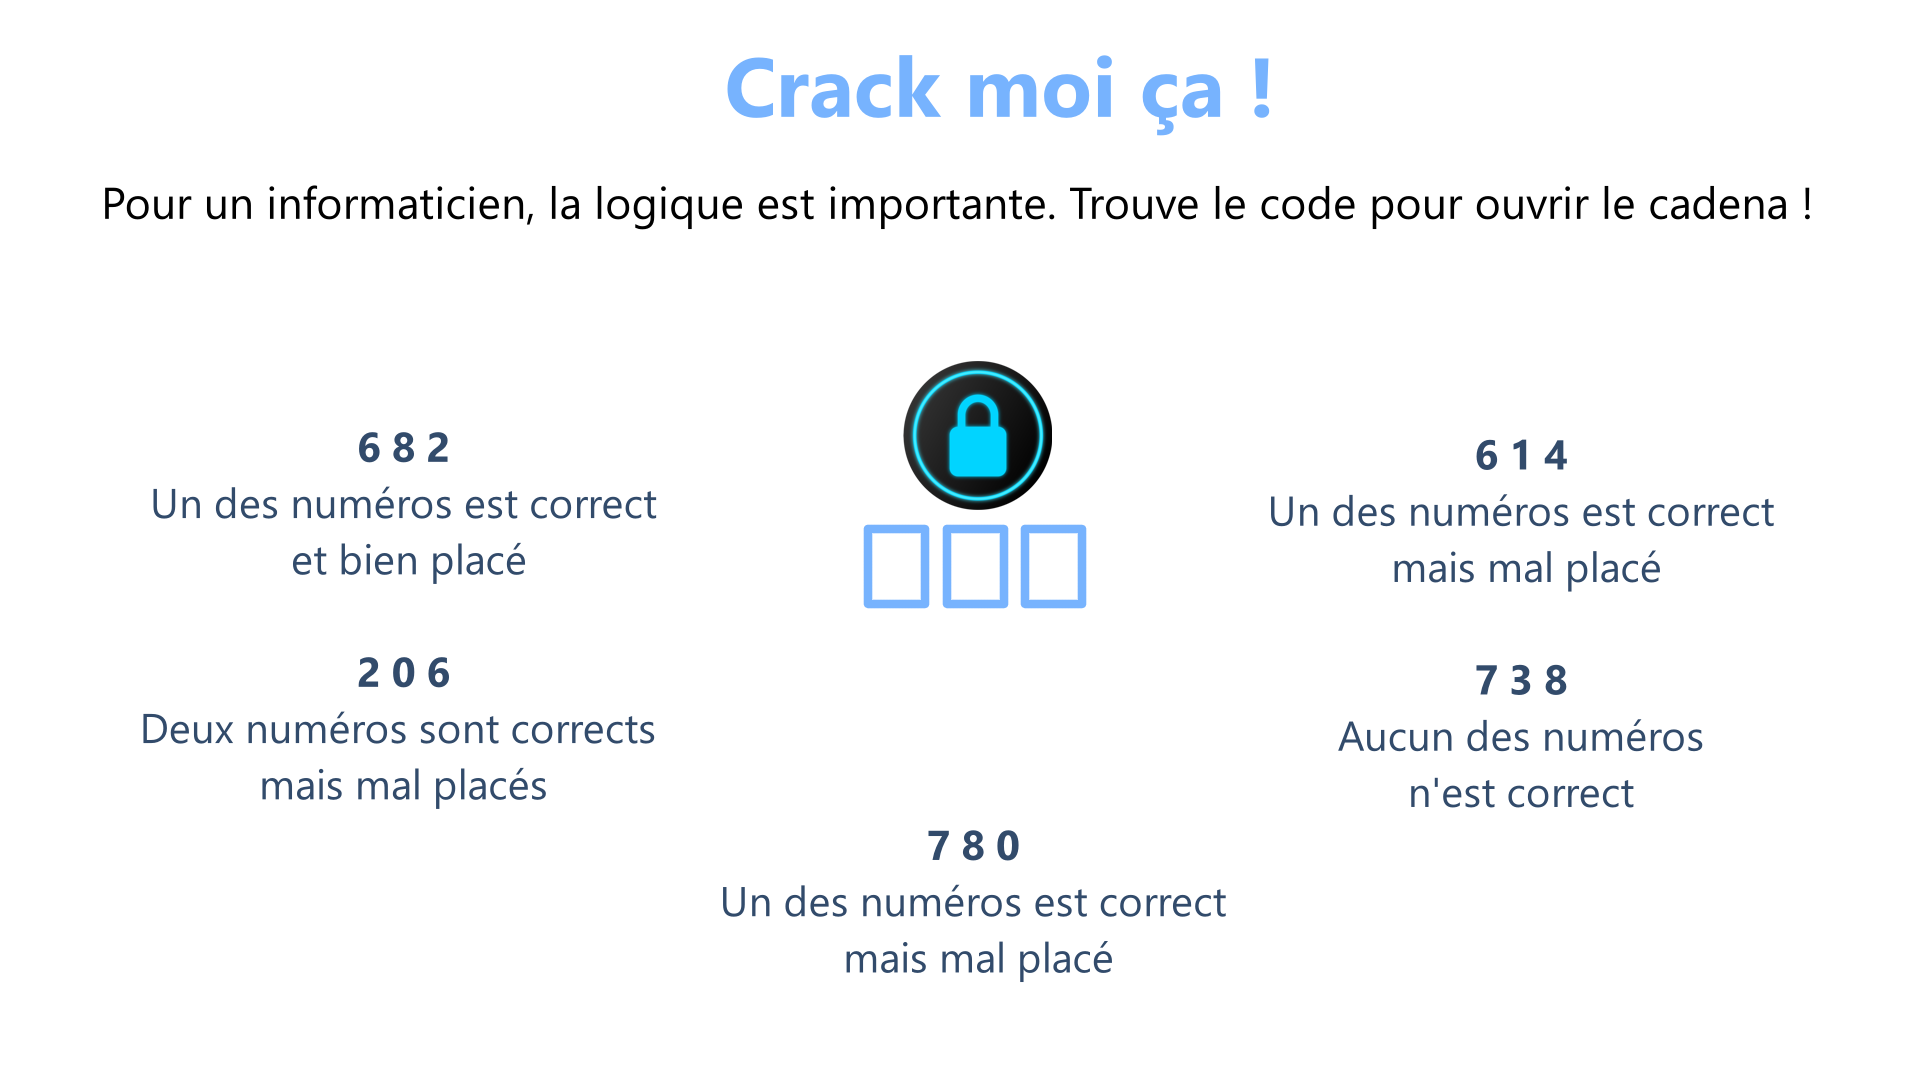 Crack moi ça !
Pour un informaticien, la logique est importante. Trouve le code pour ouvrir le cadena !
6 8 2
Un des numéros est correct
et bien placé
6 1 4
Un des numéros est correct
mais mal placé
2 0 6
Deux numéros sont corrects
mais mal placés
7 3 8
Aucun des numéros
n'est correct
7 8 0
Un des numéros est correct
mais mal placé